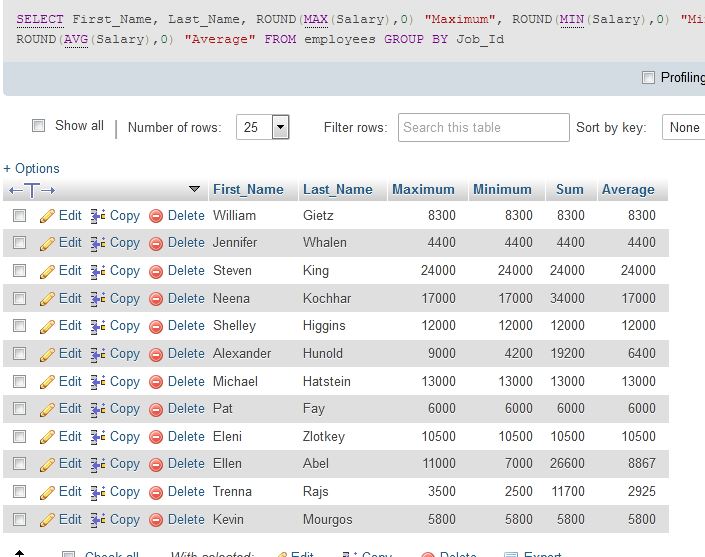 SELECT First_Name, Last_Name, ROUND(MAX(Salary),0) "Maximum", ROUND(MIN(Salary),0) "Mi
ROUND(AVG(Salary),0) "Average" FROM employees GROUP BY Job_Id
Profiling
Show all Number of rows: 25 Filter rows: Search this table Sort by key: None
+ Options
←T→ First_Name Last_Name Maximum Minimum Sum Average
Edit Copy Delete William Gietz 8300 8300 8300 8300
Edit Copy Delete Jennifer Whalen 4400 4400 4400 4400
Edit Copy Delete Steven King 24000 24000 24000 24000
Edit Copy Delete Neena Kochhar 17000 17000 34000 17000
Edit Copy Delete Shelley Higgins 12000 12000 12000 12000
Edit Copy Delete Alexander Hunold 9000 4200 19200 6400
Edit Copy Delete Michael Hatstein 13000 13000 13000 13000
Edit Copy Delete Pat Fay 6000 6000 6000 6000
Edit Copy Delete Eleni Zlotkey 10500 10500 10500 10500
Edit Copy Delete Ellen Abel 11000 7000 26600 8867
Edit Copy Delete Trenna Rajs 3500 2500 11700 2925
Edit Copy Delete Kevin Mourgos 5800 5800 5800 5800
Check all With selected: Edit Copy Delete Export